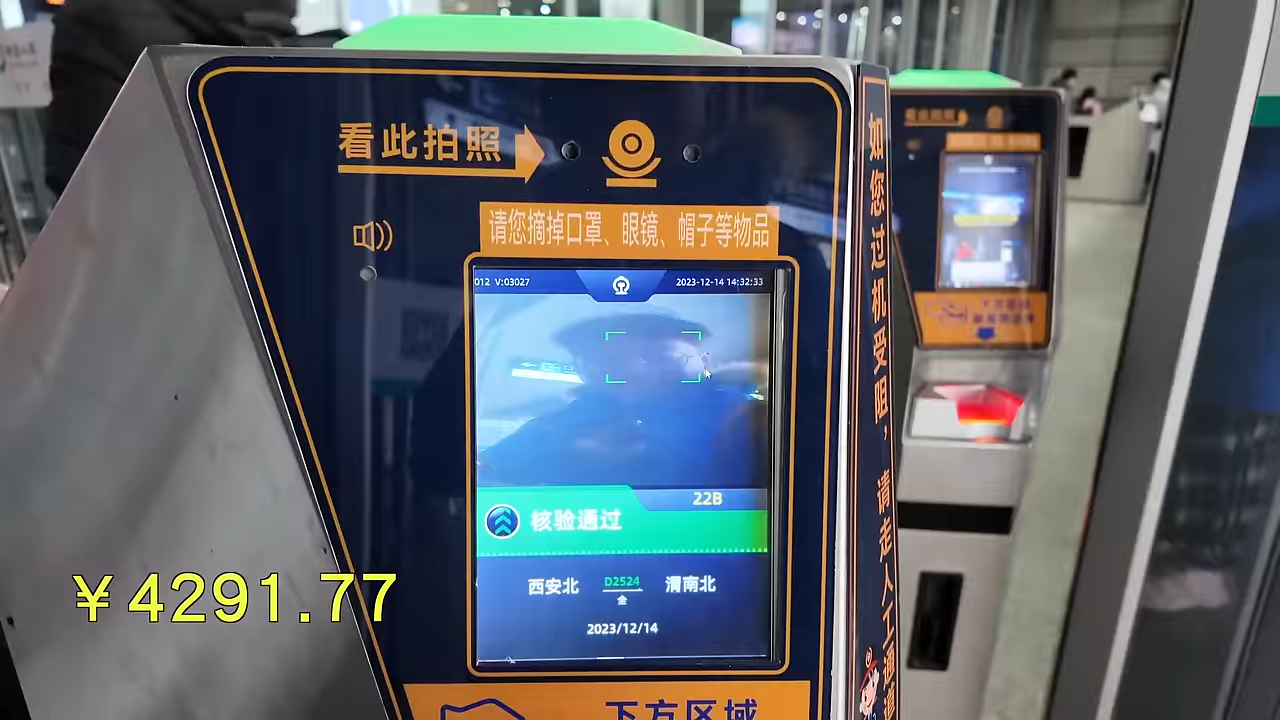 看此拍照
请您摘掉口罩、眼镜、帽子等物品
012 V:03027
2023-12-14 14:32:33
22B
核验通过
西安北
D2524
渭南北
全
2023/12/14
下方区域
如您过机受阻，请走人工通道
¥4291.77